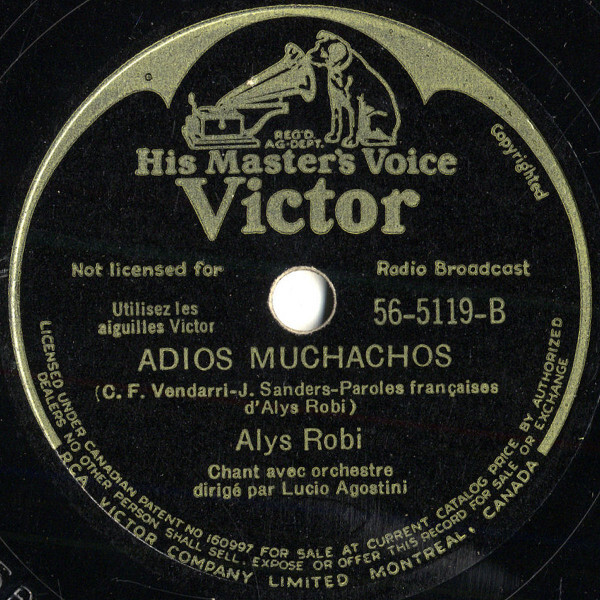 REG'D.
AG-DEPT.
His Master's Voice
Victor
Copyrighted
Not licensed for Radio Broadcast
Utilisez les
aiguilles Victor
56-5119-B
ADIOS MUCHACHOS
(C. F. Vendarri-J. Sanders-Paroles françaises
d'Alys Robi)
Alys Robi
Chant avec orchestre
dirigé par Lucio Agostini
LICENSED UNDER CANADIAN PATENT NO 160997, FOR SALE AT CURRENT CATALOG PRICE BY AUTHORIZED
DEALERS NO OTHER PERSON SHALL SELL, EXPOSE OR OFFER THIS RECORD FOR SALE OR EXCHANGE
RCA VICTOR COMPANY LIMITED MONTREAL, CANADA